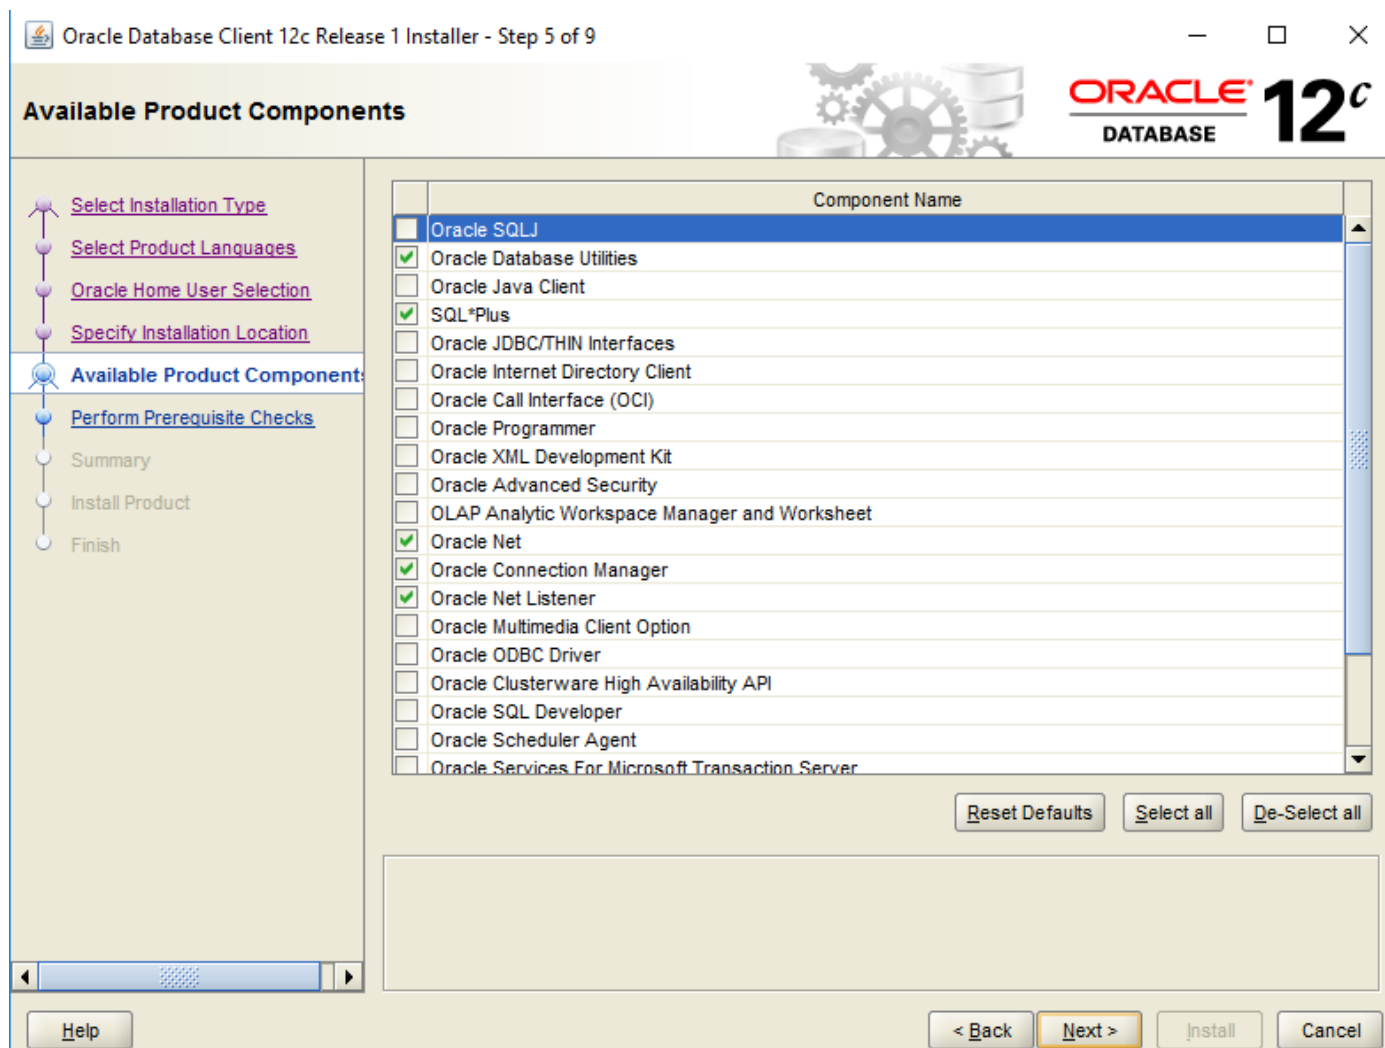 Oracle Database Client 12c Release 1 Installer - Step 5 of 9
Available Product Components
ORACLE
DATABASE
12c
Select Installation Type
Select Product Languages
Oracle Home User Selection
Specify Installation Location
Available Product Component
Perform Prerequisite Checks
Summary
Install Product
Finish
Component Name
Oracle SQLJ
Oracle Database Utilities
Oracle Java Client
SQL*Plus
Oracle JDBC/THIN Interfaces
Oracle Internet Directory Client
Oracle Call Interface (OCI)
Oracle Programmer
Oracle XML Development Kit
Oracle Advanced Security
OLAP Analytic Workspace Manager and Worksheet
Oracle Net
Oracle Connection Manager
Oracle Net Listener
Oracle Multimedia Client Option
Oracle ODBC Driver
Oracle Clusterware High Availability API
Oracle SQL Developer
Oracle Scheduler Agent
Oracle Services For Microsoft Transaction Server
Reset Defaults Select all De-Select all
Help < Back Next > Install Cancel